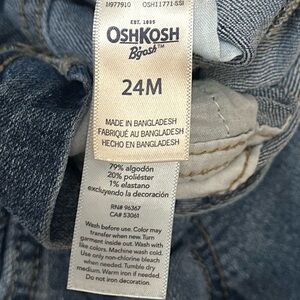 M977910 OSH11771-SSI
EST. 1895
OSHKOSH
B'gosh™
24M
MADE IN BANGLADESH
FABRIQUÉ AU BANGLADESH
HECHO EN BANGLADESH
79% algodón
20% poliéster
1% elastano
excluyendo la decoración
RN# 96367
CA# 53061
Wash before use. Color may
transfer when new. Turn
garment inside out. Wash with
like colors. Machine wash cold.
Use only non-chlorine bleach
when needed. Tumble dry
medium. Warm iron if needed.
Do not dry clean.